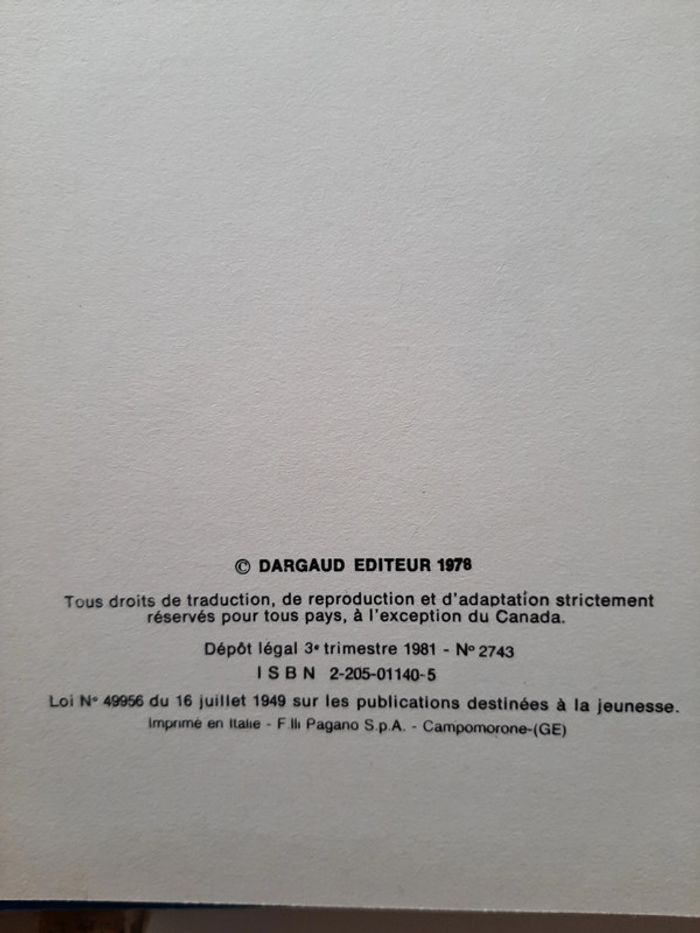 © DARGAUD EDITEUR 1978
Tous droits de traduction, de reproduction et d'adaptation strictement
réservés pour tous pays, à l'exception du Canada.
Dépôt légal 3e trimestre 1981 - No 2743
ISBN 2-205-01140-5
Loi No 49956 du 16 juillet 1949 sur les publications destinées à la jeunesse.
Imprimé en Italie - F.lli Pagano S.p.A. - Campomorone-(GE)